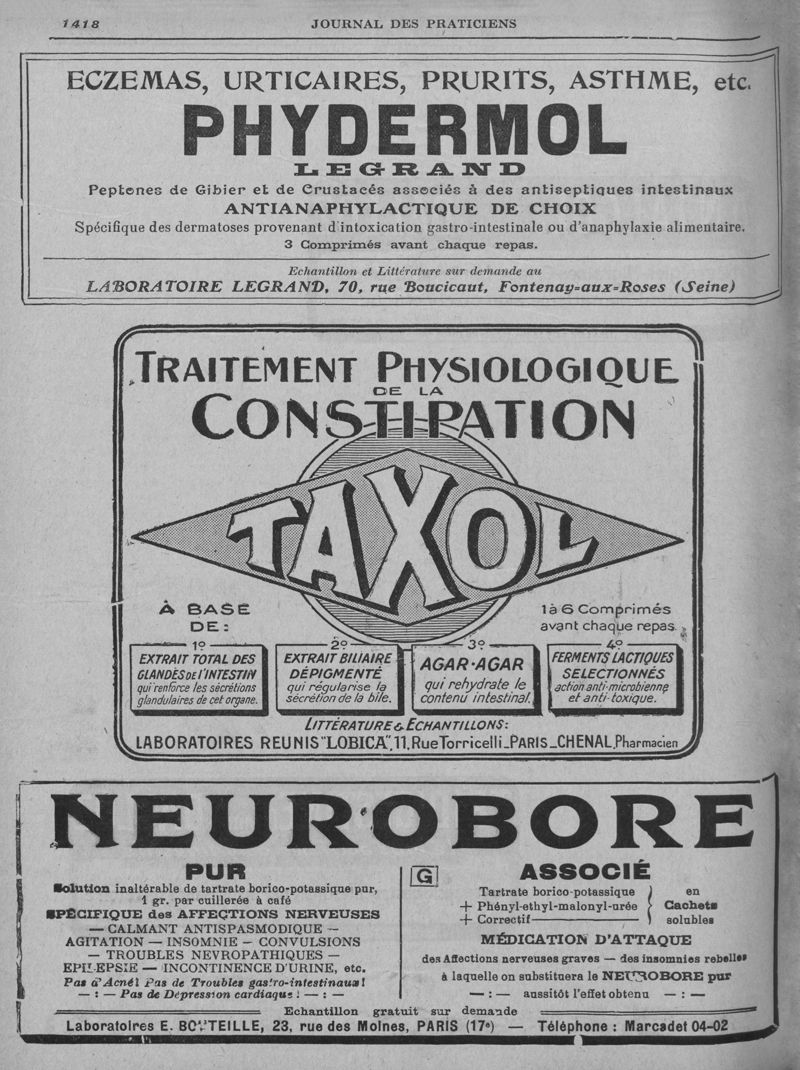 1418
JOURNAL DES PRATICIENS
ECZEMAS, URTICAIRES, PRURITS, ASTHME, etc.
PHYDERMOL
LEGRAND
Peptones de Gibier et de Crustacés associés à des antiseptiques intestinaux
ANTIANAPHYLACTIQUE DE CHOIX
Spécifique des dermatoses provenant d'intoxication gastro-intestinale ou d'anaphylaxie alimentaire.
3 Comprimés avant chaque repas.
Echantillon et Littérature sur demande au
LABORATOIRE LEGRAND, 70, rue Boucicaut, Fontenay=aux=Roses (Seine)
TRAITEMENT PHYSIOLOGIQUE
DE LA
CONSTIPATION
TAXOL
À BASE
DE:
1à 6 Comprimés
avant chaque repas.
1º
EXTRAIT TOTAL DES
GLANDES de l'INTESTIN
qui renforce les sécrétions
glandulaires de cet organe.
2º
EXTRAIT BILIAIRE
DÉPIGMENTÉ
qui régularise la
sécrétion de la bile.
3º
AGAR-AGAR
qui rehydrate le
contenu intestinal.
4º
FERMENTS LACTIQUES
SELECTIONNÉS
action anti-microbienne
et anti-toxique.
LITTÉRATURE & ECHANTILLONS:
LABORATOIRES REUNIS "LOBICA", 11, Rue Torricelli_PARIS_CHENAL, Pharmacien
NEUROBORE
PUR
Solution inaltérable de tartrate borico-potassique pur,
1 gr. par cuillerée à café
SPÉCIFIQUE des AFFECTIONS NERVEUSES
— CALMANT ANTISPASMODIQUE —
AGITATION — INSOMNIE — CONVULSIONS
— TROUBLES NEVROPATHIQUES —
EPILEPSIE — INCONTINENCE D'URINE, etc.
Pas d'Acné! Pas de Troubles gastro-intestinaux!
— : — Pas de Dépression cardiaque ! — : —
G
ASSOCIÉ
Tartrate borico-potassique
+ Phényl-ethyl-malonyl-urée
+ Correctif
en
Cachets
solubles
MÉDICATION D'ATTAQUE
des Affections nerveuses graves — des insomnies rebelles
à laquelle on substituera le NEUROBORE pur
— : — aussitôt l'effet obtenu — : —
Echantillon gratuit sur demande
Laboratoires E. BOUTEILLE, 23, rue des Moines, PARIS (17e) — Téléphone : Marcadet 04-02